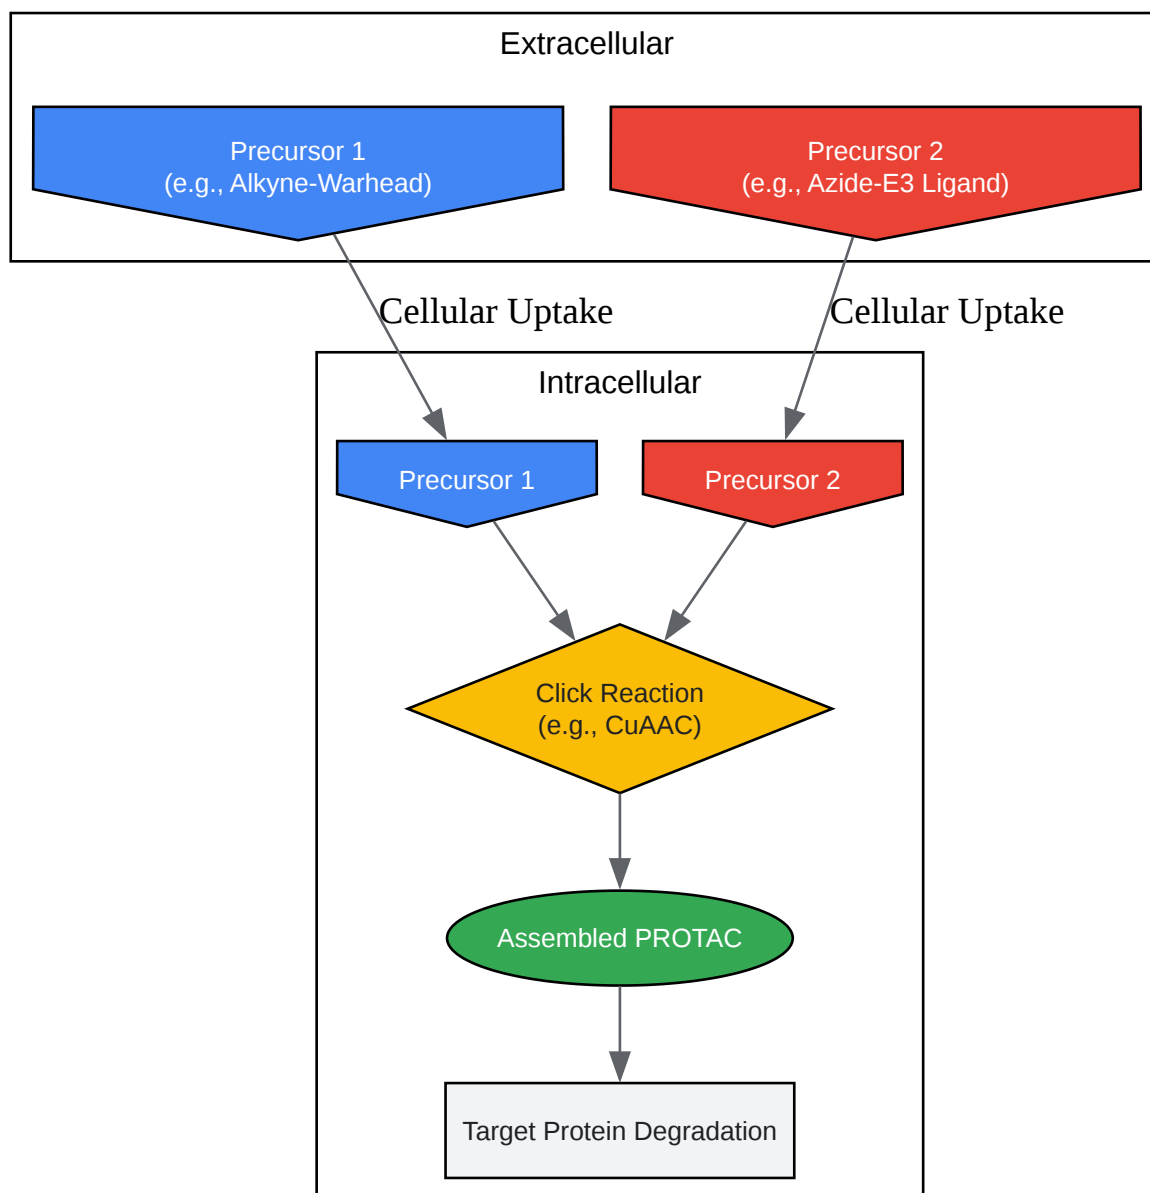 Extracellular
Precursor 1
(e.g., Alkyne-Warhead)
Precursor 2
(e.g., Azide-E3 Ligand)
Cellular Uptake
Cellular Uptake
Intracellular
Precursor 1
Precursor 2
Click Reaction
(e.g., CuAAC)
Assembled PROTAC
Target Protein Degradation